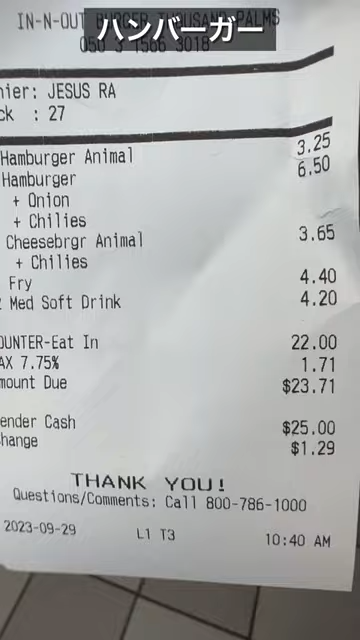 ハンバーガー
IN-N-OUT BURGER THOUSAND PALMS
nier: JESUS RA
ck : 27
Hamburger Animal 3.25
Hamburger 6.50
+ Onion
+ Chilies
Cheesebrgr Animal 3.65
+ Chilies
Fry 4.40
2 Med Soft Drink 4.20
OUNTER-Eat In 22.00
AX 7.75% 1.71
mount Due $23.71
ender Cash $25.00
hange $1.29
THANK YOU!
Questions/Comments: Call 800-786-1000
2023-09-29 L1 T3 10:40 AM